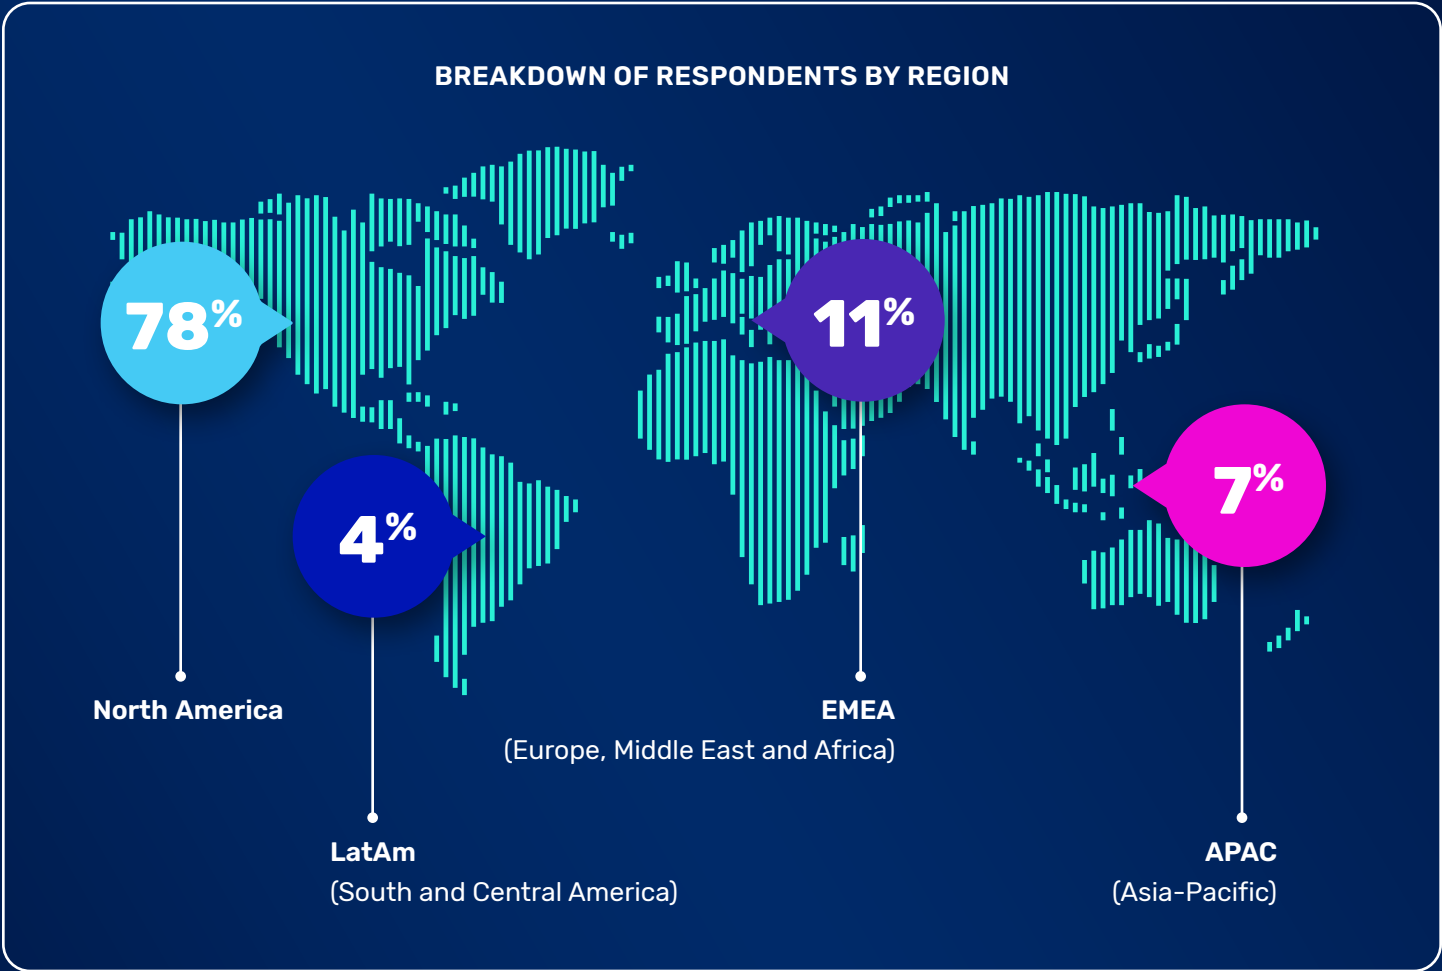 BREAKDOWN OF RESPONDENTS BY REGION
78%
11%
7%
4%
North America
EMEA
(Europe, Middle East and Africa)
LatAm
(South and Central America)
APAC
(Asia-Pacific)